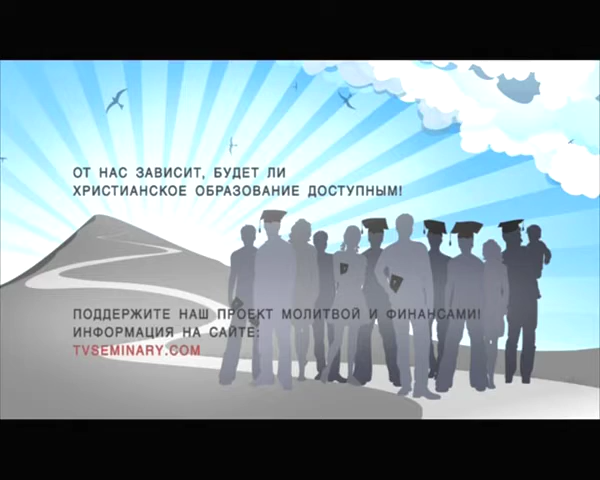 ОТ НАС ЗАВИСИТ, БУДЕТ ЛИ
ХРИСТИАНСКОЕ ОБРАЗОВАНИЕ ДОСТУПНЫМ!
ПОДДЕРЖИТЕ НАШ ПРОЕКТ МОЛИТВОЙ И ФИНАНСАМИ!
ИНФОРМАЦИЯ НА САЙТЕ:
TVSEMINARY.COM